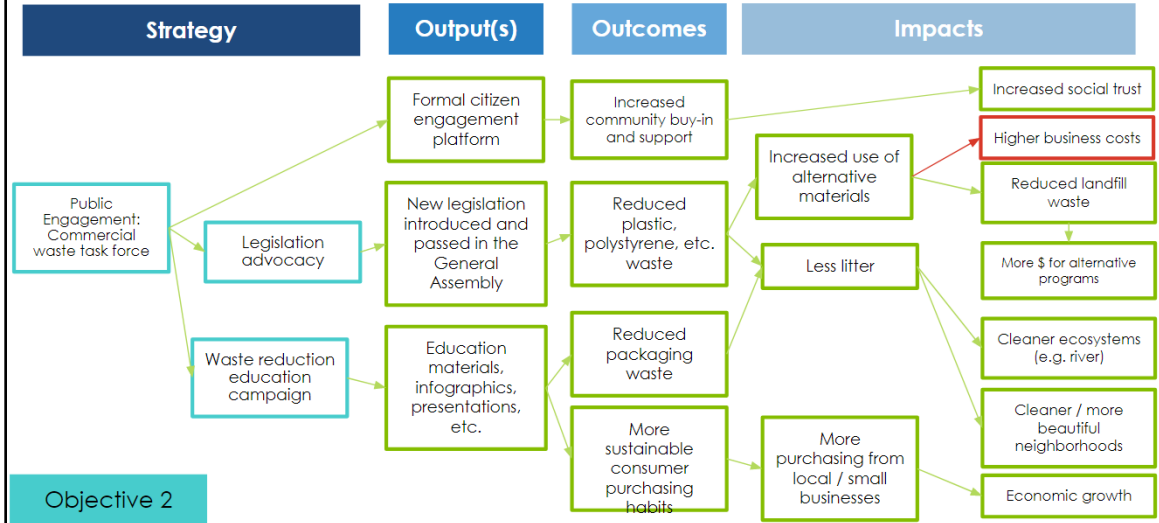 Strategy
Output(s)
Outcomes
Impacts
Public
Engagement:
Commercial
waste task force
Legislation
advocacy
Waste reduction
education
campaign
Formal citizen
engagement
platform
New legislation
introduced and
passed in the
General
Assembly
Education
materials,
infographics,
presentations,
etc.
Increased
community buy-in
and support
Reduced
plastic,
polystyrene, etc.
waste
Reduced
packaging
waste
More
sustainable
consumer
purchasing
habits
Increased use of
alternative
materials
Less litter
More
purchasing from
local / small
businesses
Increased social trust
Higher business costs
Reduced landfill
waste
More $ for alternative
programs
Cleaner ecosystems
(e.g. river)
Cleaner / more
beautiful
neighborhoods
Economic growth
Objective 2